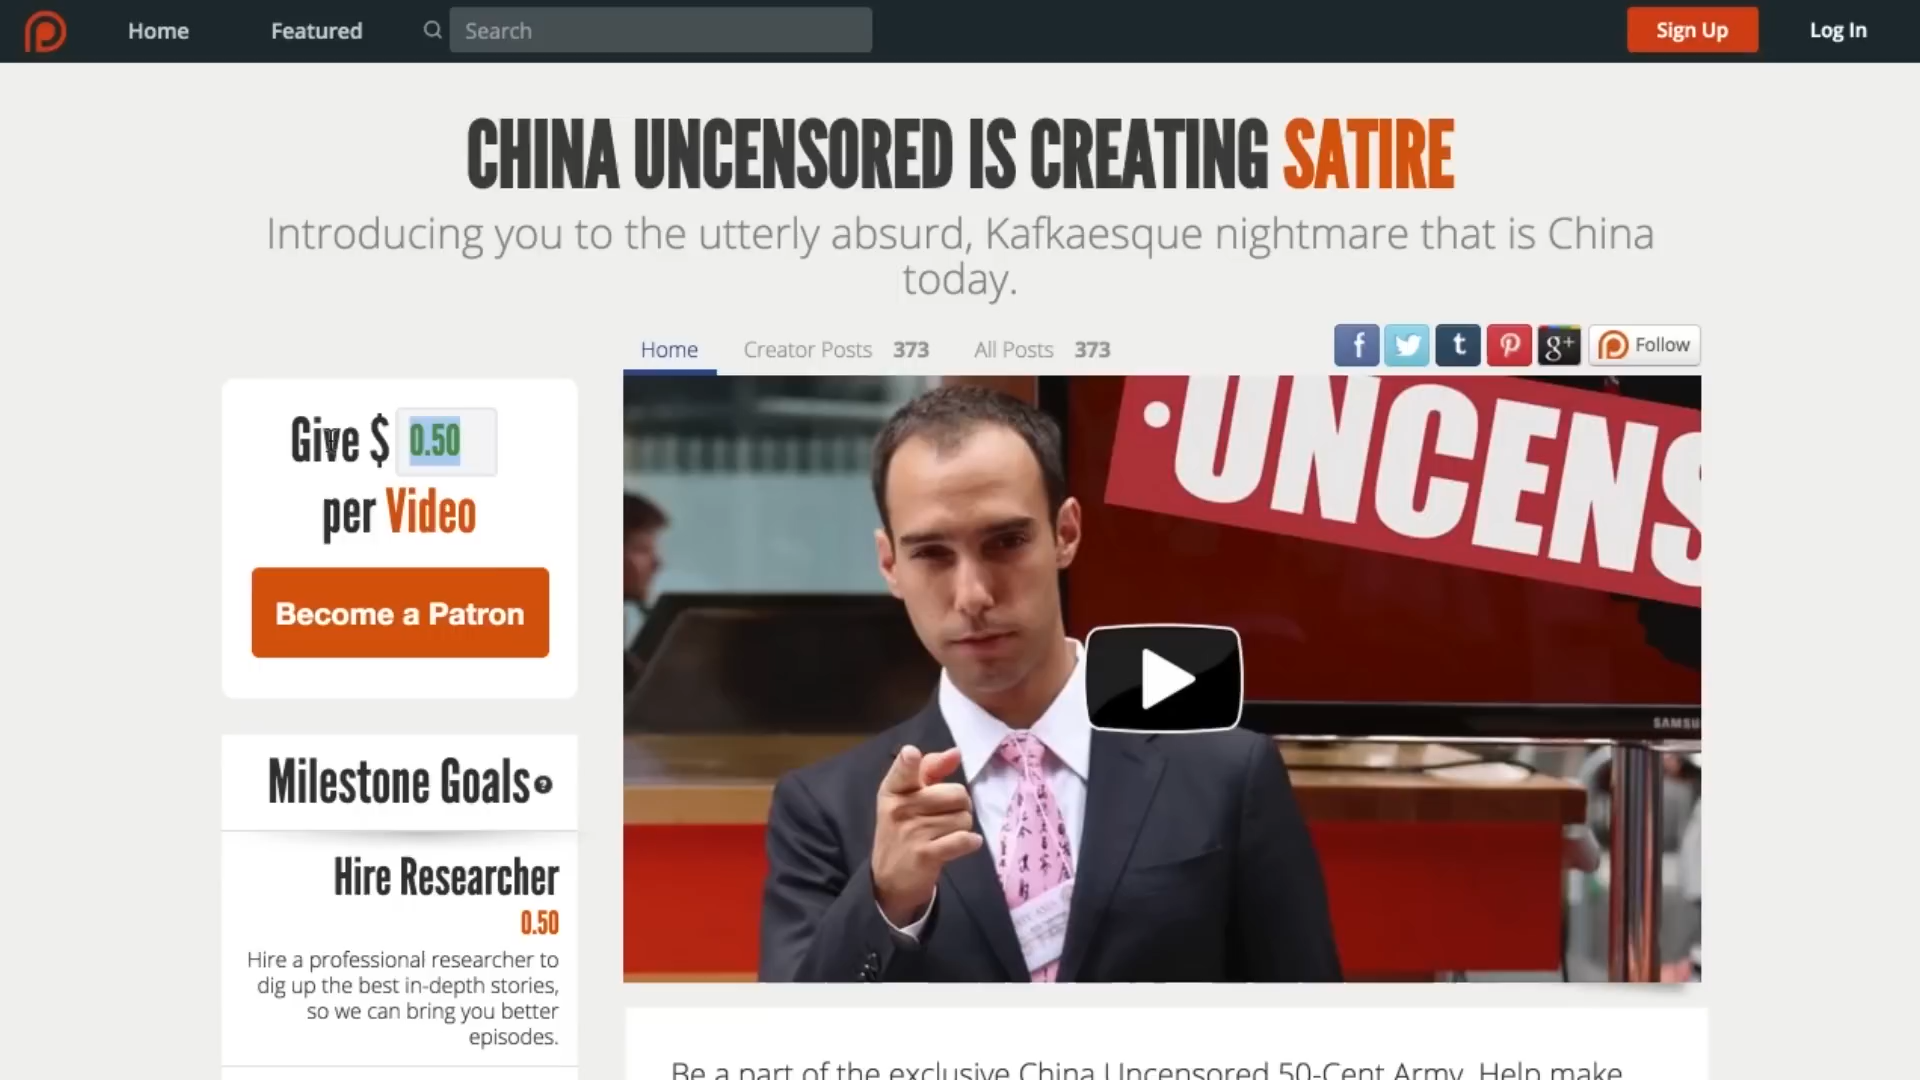 Home
Featured
Search
Sign Up
Log In
CHINA UNCENSORED IS CREATING SATIRE
Introducing you to the utterly absurd, Kafkaesque nightmare that is China
today.
Home
Creator Posts 373
All Posts 373
f
t
g+
Follow
Give $ 0.50
per Video
Become a Patron
·UNCENS
SAMSU
Milestone Goals ?
Hire Researcher
0.50
Hire a professional researcher to
dig up the best in-depth stories,
so we can bring you better
episodes.
Be a part of the exclusive China Uncensored 50-Cent Army. Help make